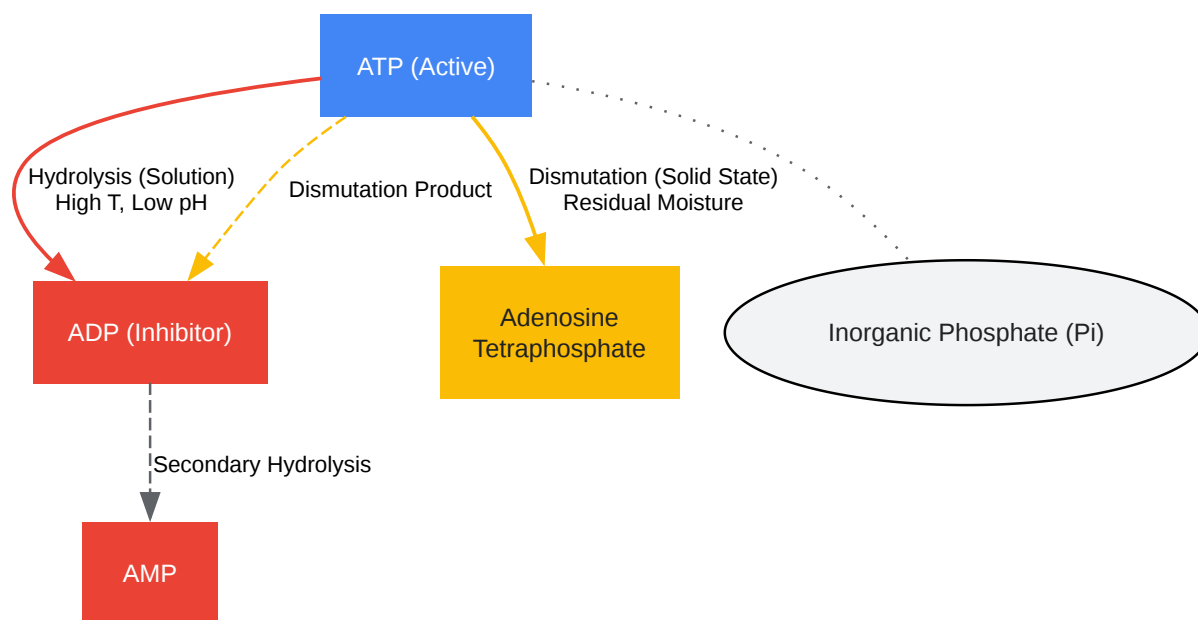 ATP (Active)
Hydrolysis (Solution)
High T, Low pH
Dismutation Product
Dismutation (Solid State)
Residual Moisture
ADP (Inhibitor)
Adenosine
Tetraphosphate
Inorganic Phosphate (Pi)
Secondary Hydrolysis
AMP